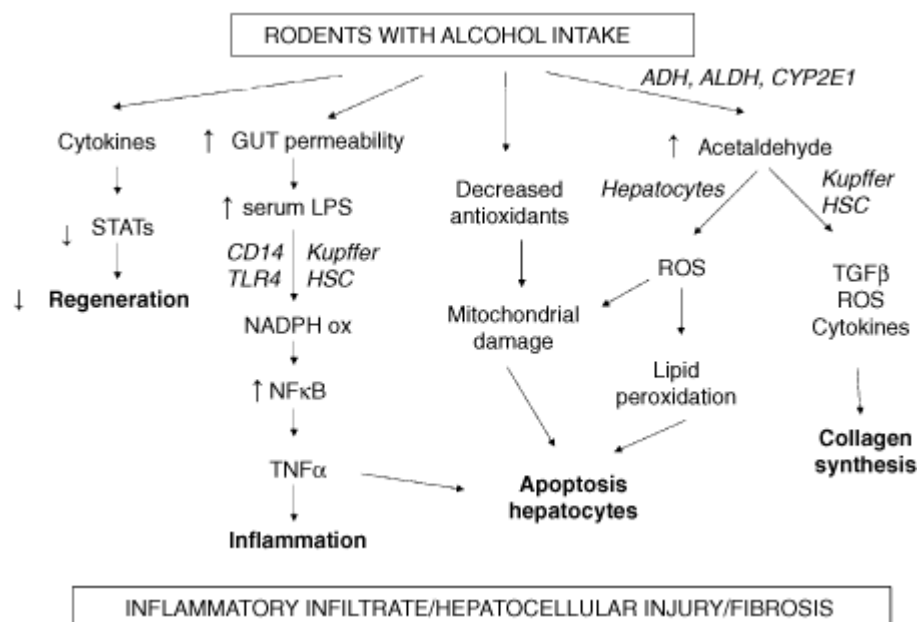 RODENTS WITH ALCOHOL INTAKE
ADH, ALDH, CYP2E1
Cytokines
↓ STATs
↓ Regeneration
↑ GUT permeability
↑ serum LPS
CD14 Kupffer
TLR4 HSC
NADPH ox
↑ NFκB
TNFα
Inflammation
Decreased
antioxidants
Mitochondrial
damage
↑ Acetaldehyde
Hepatocytes
Kupffer
HSC
ROS
Lipid
peroxidation
Apoptosis
hepatocytes
TGFβ
ROS
Cytokines
Collagen
synthesis
INFLAMMATORY INFILTRATE/HEPATOCELLULAR INJURY/FIBROSIS